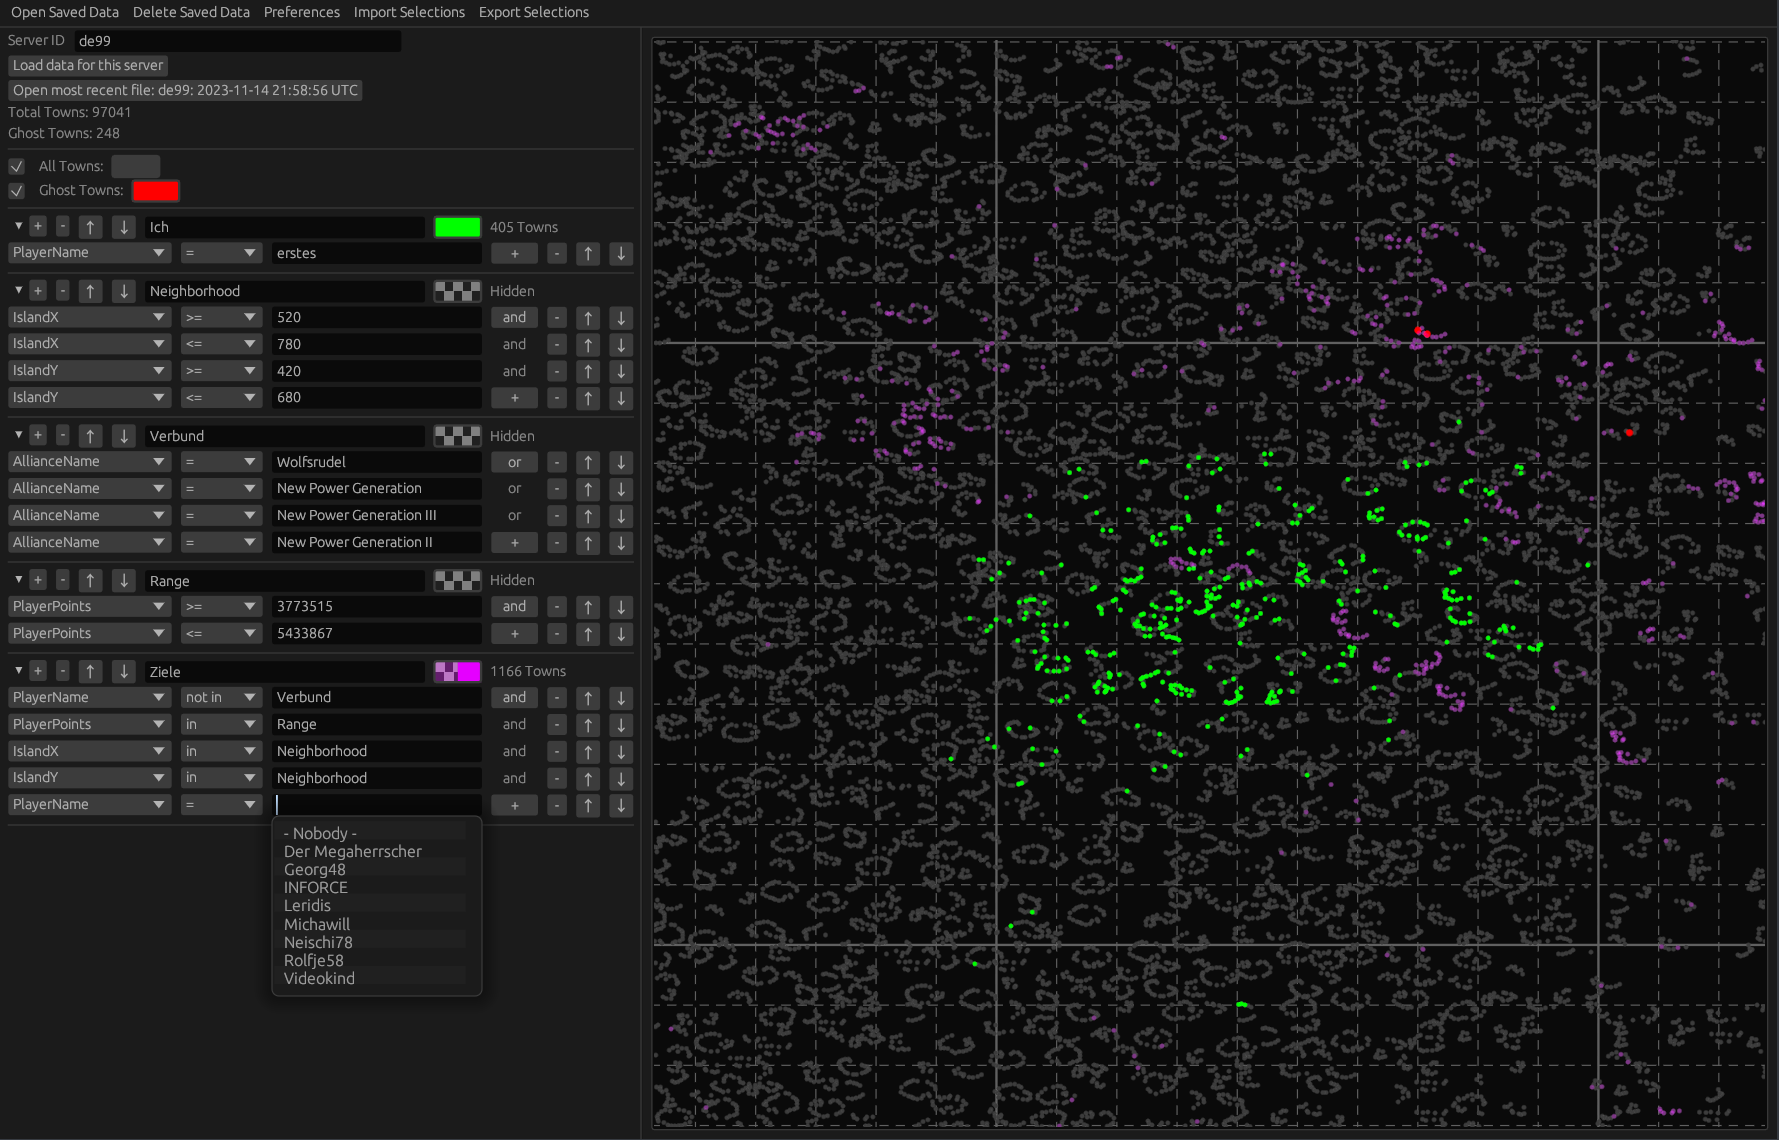 Open Saved Data Delete Saved Data Preferences Import Selections Export Selections
Server ID de99
Load data for this server
Open most recent file: de99: 2023-11-14 21:58:56 UTC
Total Towns: 97041
Ghost Towns: 248
All Towns:
Ghost Towns:
+ - ↑ ↓ Ich 405 Towns
PlayerName = erstes + - ↑ ↓
+ - ↑ ↓ Neighborhood Hidden
IslandX >= 520 and - ↑ ↓
IslandX <= 780 and - ↑ ↓
IslandY >= 420 and - ↑ ↓
IslandY <= 680 + - ↑ ↓
+ - ↑ ↓ Verbund Hidden
AllianceName = Wolfsrudel or - ↑ ↓
AllianceName = New Power Generation or - ↑ ↓
AllianceName = New Power Generation III or - ↑ ↓
AllianceName = New Power Generation II + - ↑ ↓
+ - ↑ ↓ Range Hidden
PlayerPoints >= 3773515 and - ↑ ↓
PlayerPoints <= 5433867 + - ↑ ↓
+ - ↑ ↓ Ziele 1166 Towns
PlayerName not in Verbund and - ↑ ↓
PlayerPoints in Range and - ↑ ↓
IslandX in Neighborhood and - ↑ ↓
IslandY in Neighborhood and - ↑ ↓
PlayerName = + - ↑ ↓
- Nobody -
Der Megaherrscher
Georg48
INFORCE
Leridis
Michawill
Neischi78
Rolfje58
Videokind